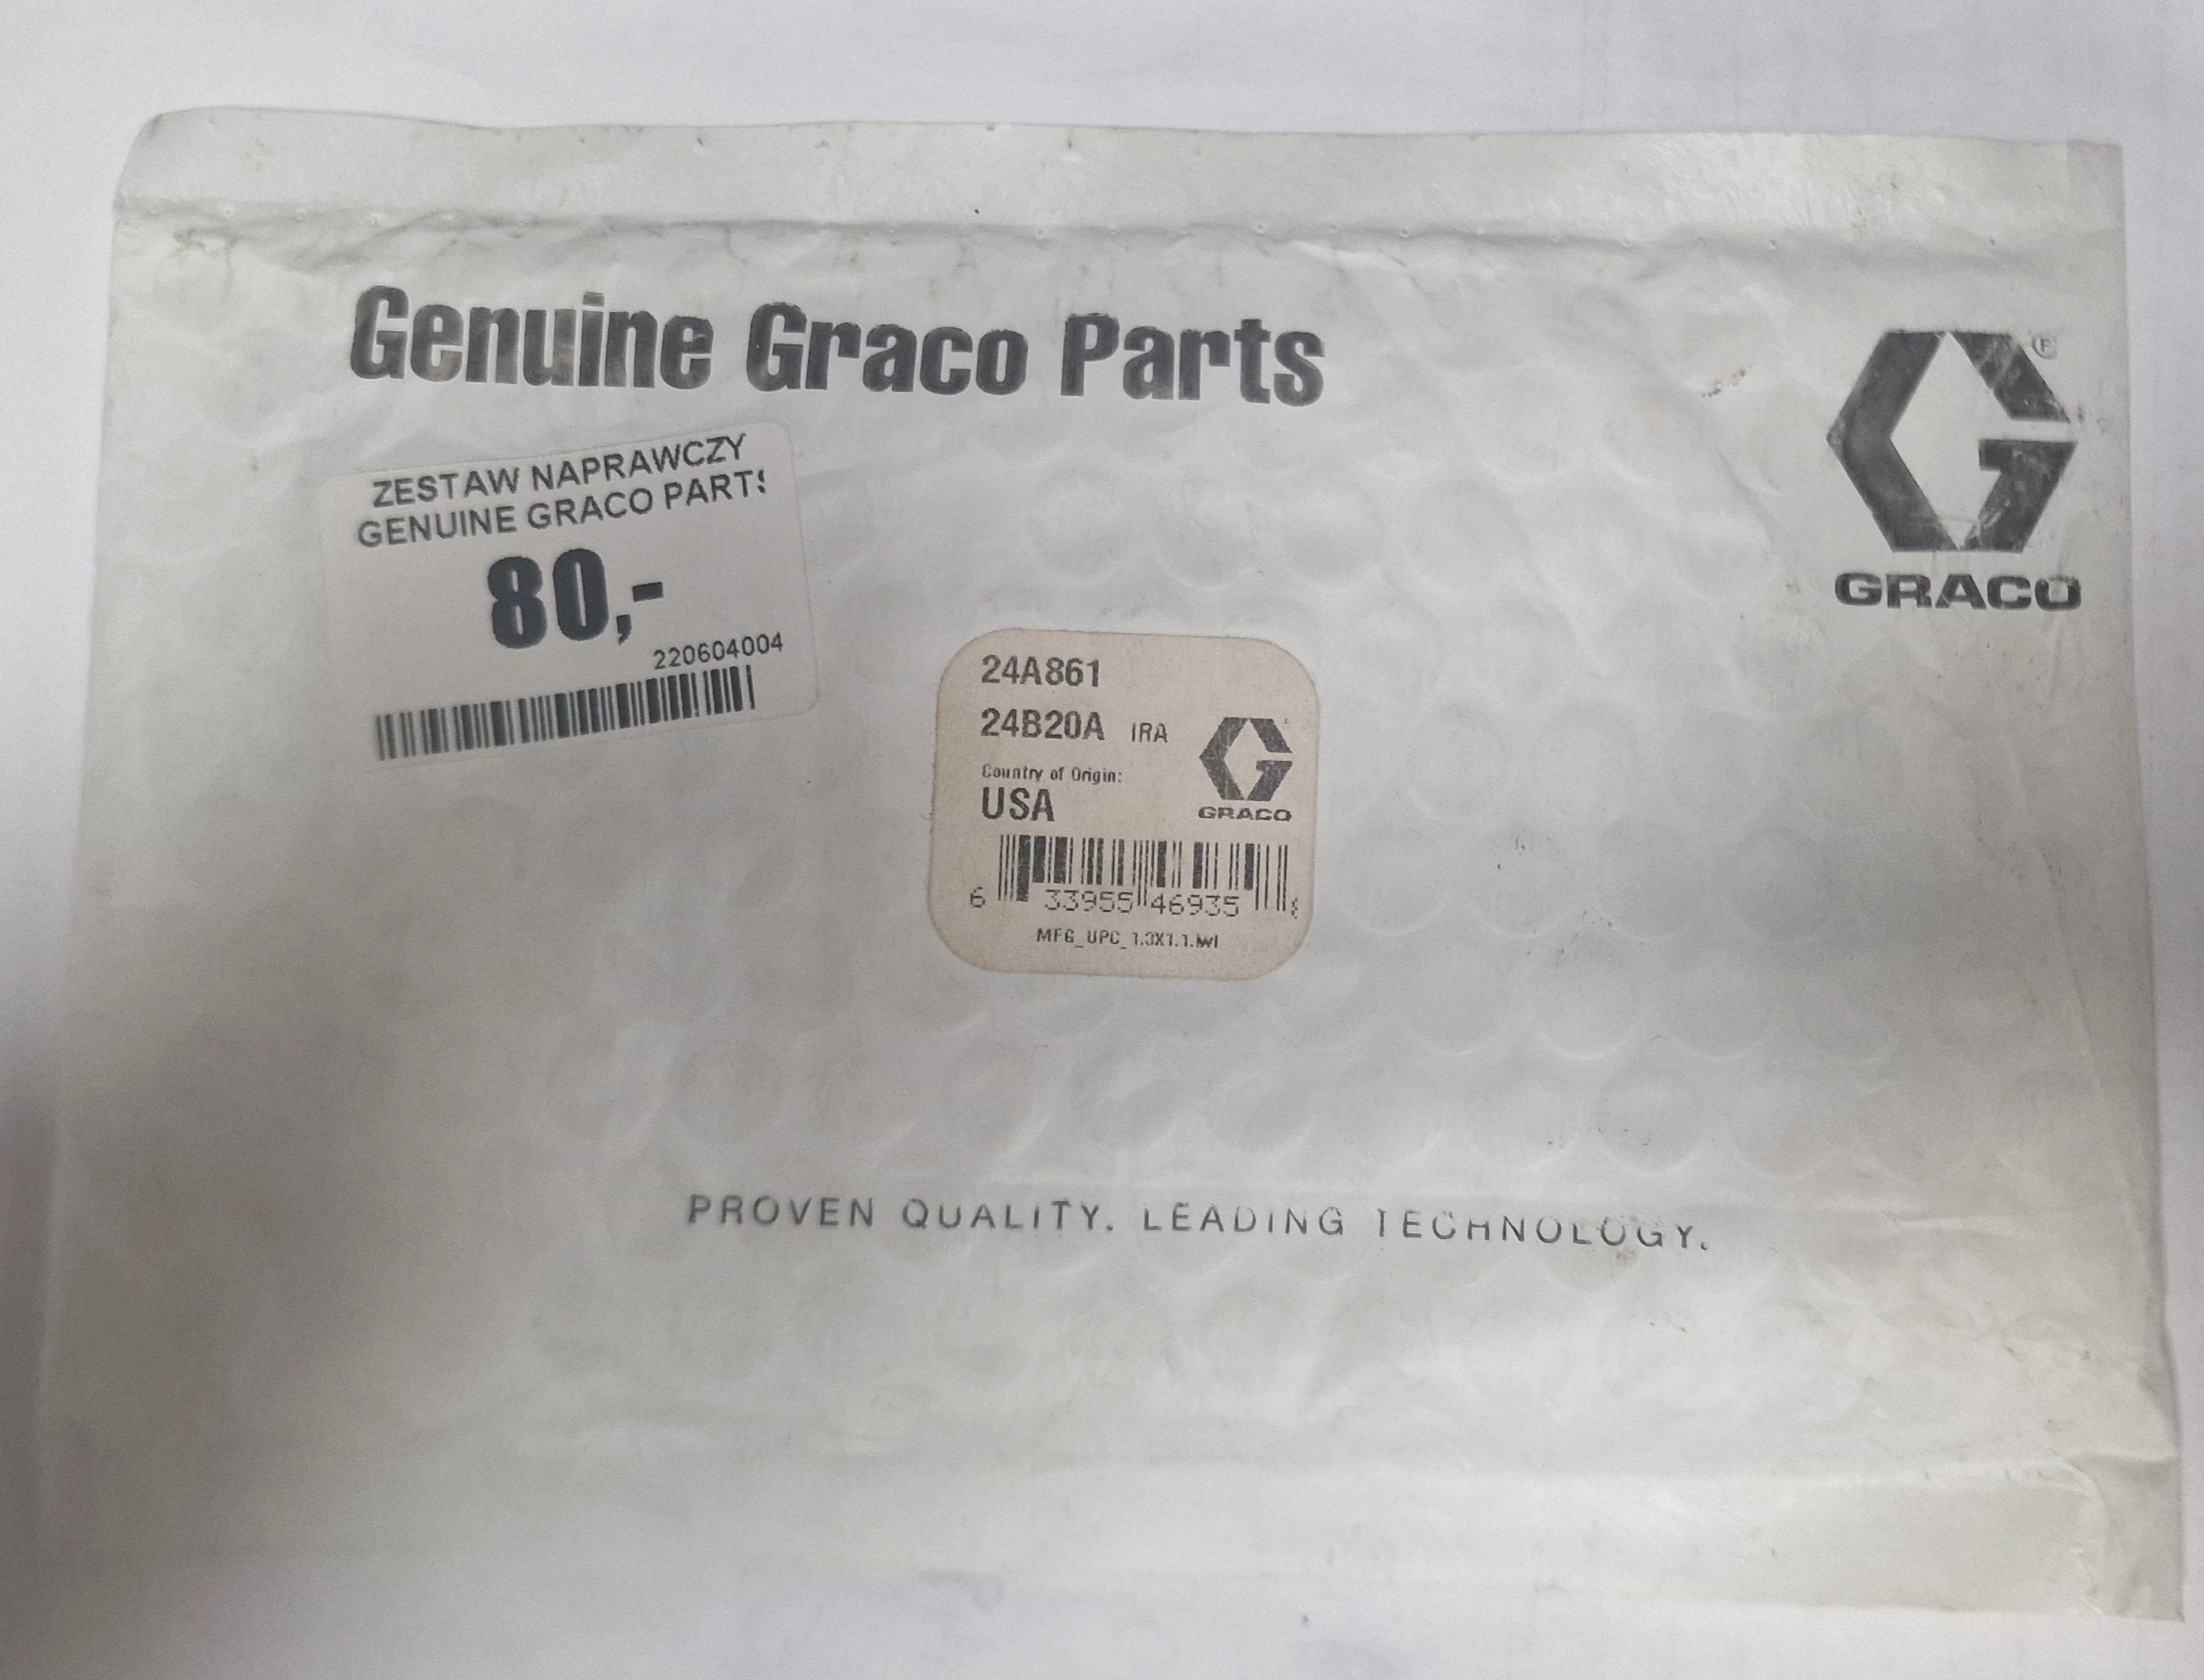 Genuine Graco Parts
®
GRACO
ZESTAW NAPRAWCZY
GENUINE GRACO PARTS
80,-
220604004
24A861
24B20A IRA
Country of Origin:
USA
GRACO
6 33955 46935
MFG_UPC_1.3X1.1.lwl
PROVEN QUALITY. LEADING TECHNOLOGY.